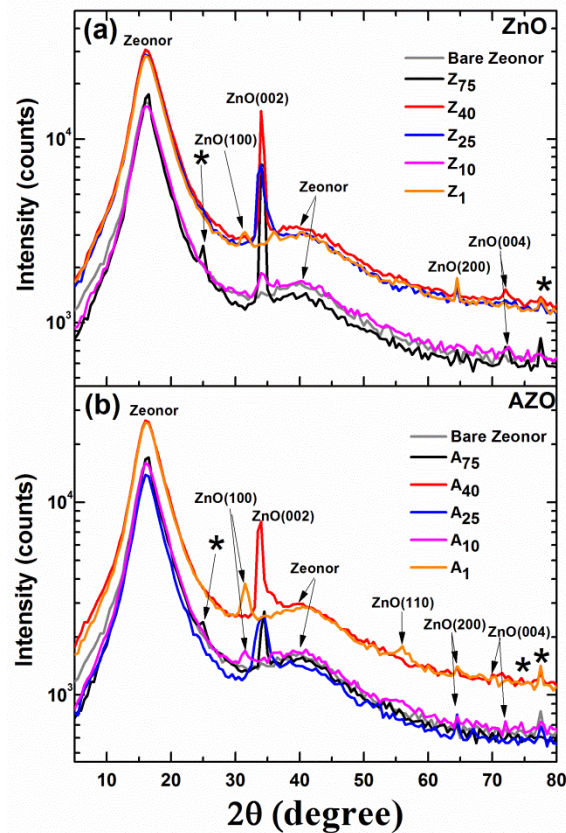 (a)
ZnO
Zeonor
Bare Zeonor
Z75
Z40
Z25
Z10
Z1
ZnO(002)
ZnO(100)
*
Zeonor
ZnO(004)
ZnO(200)
*
10^4
10^3
Intensity (counts)
(b)
AZO
Zeonor
Bare Zeonor
A75
A40
A25
A10
A1
ZnO(100)
ZnO(002)
*
Zeonor
ZnO(110)
ZnO(200)
ZnO(004)
* *
10^4
10^3
Intensity (counts)
10 20 30 40 50 60 70 80
2θ (degree)